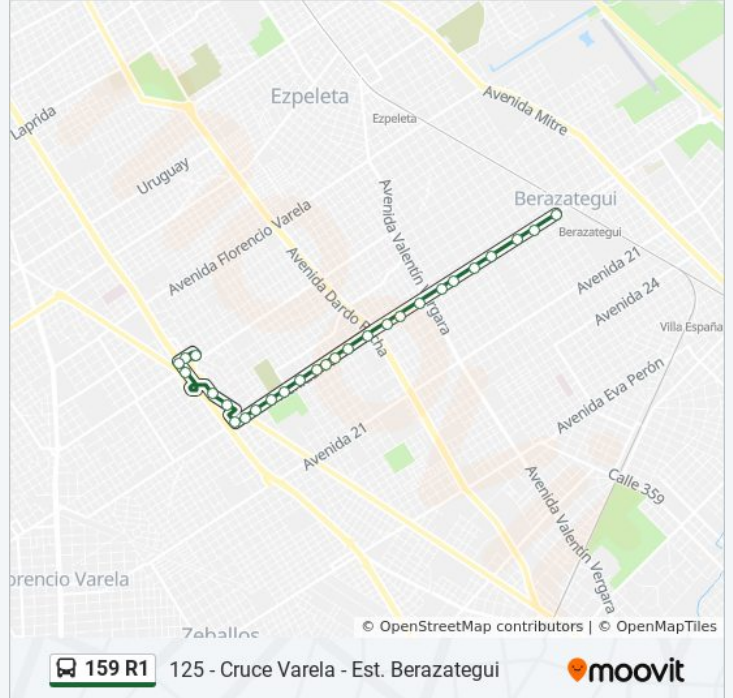 Laprida
Ezpeleta
Ezpeleta
Avenida Mitre
Uruguay
Berazategui
Berazategui
Avenida Florencio Varela
Avenida Valentín Vergara
Avenida Dardo Rocha
Avenida 21
Avenida 24
Villa España
Avenida Eva Perón
Avenida 21
Calle 359
Avenida Valentín Vergara
orencio Varela
Zeballos
© OpenStreetMap contributors | © OpenMapTiles
159 R1 125 - Cruce Varela - Est. Berazategui moovit